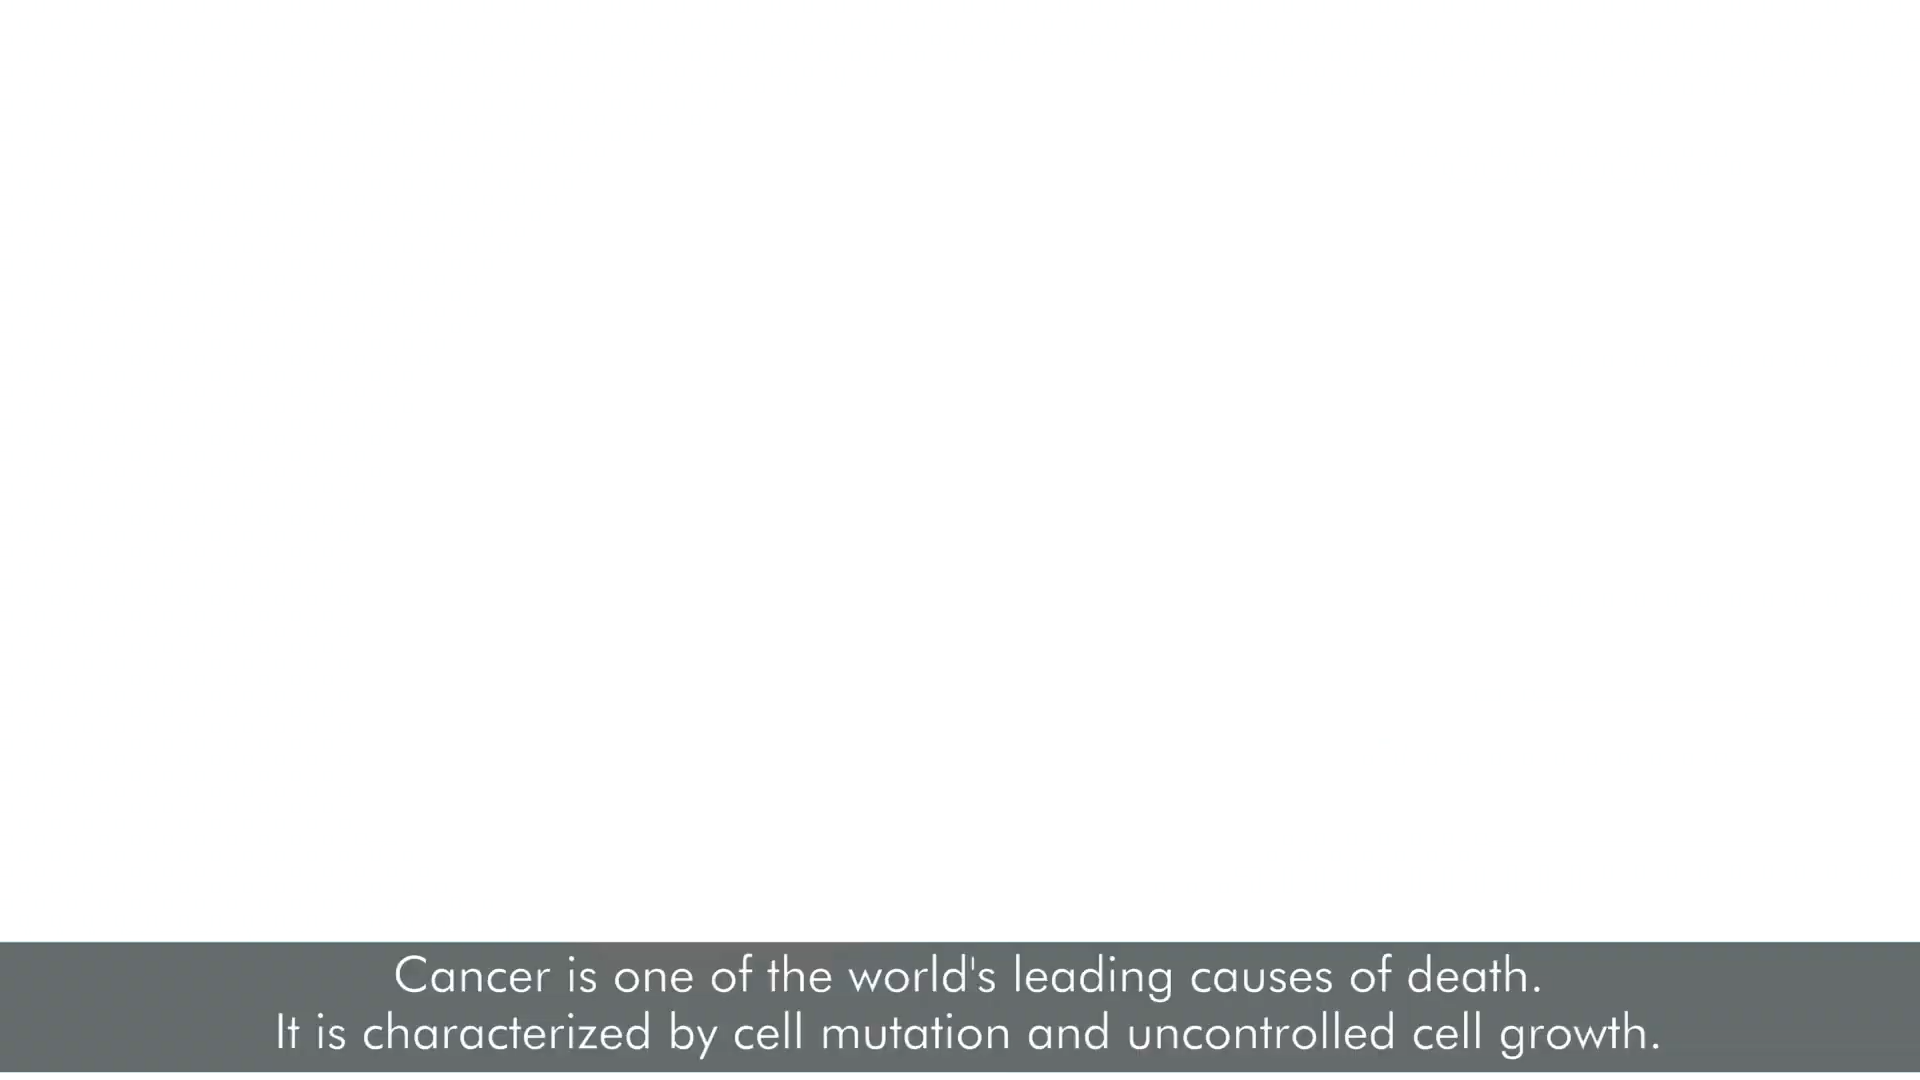 Cancer is one of the world's leading causes of death.
It is characterized by cell mutation and uncontrolled cell growth.